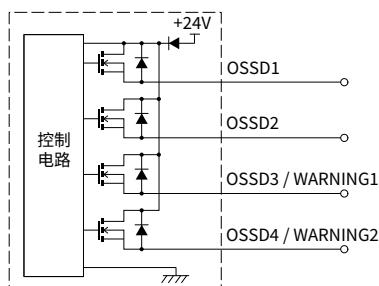 +24V
OSSD1
OSSD2
控制
电路
OSSD3 / WARNING1
OSSD4 / WARNING2